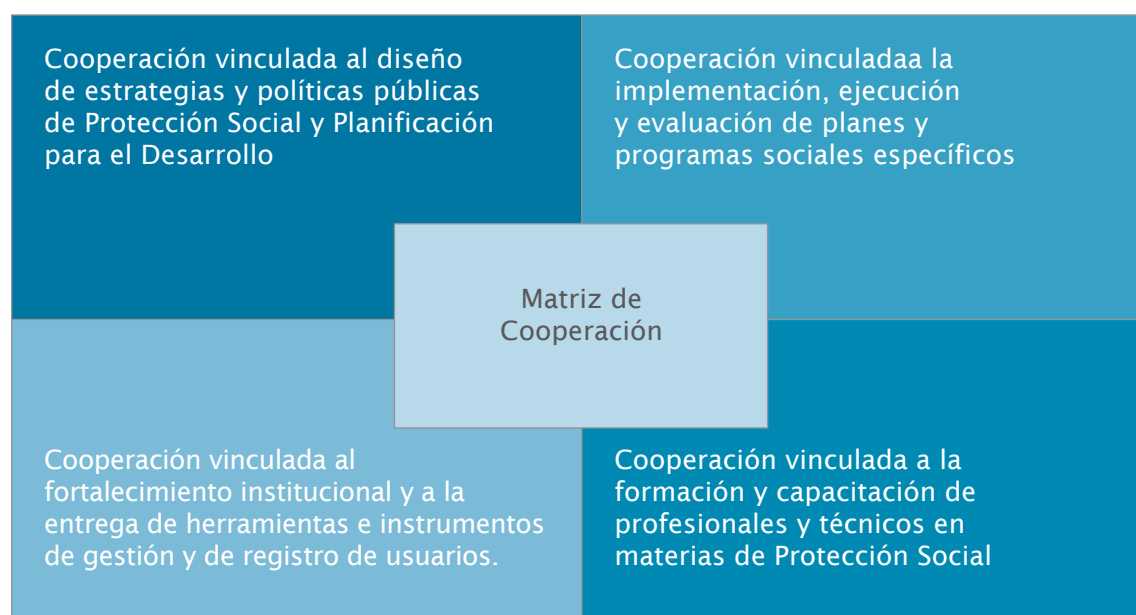 Cooperación vinculada al diseño
de estrategias y políticas públicas
de Protección Social y Planificación
para el Desarrollo
Cooperación vinculadaa la
implementación, ejecución
y evaluación de planes y
programas sociales específicos
Matriz de
Cooperación
Cooperación vinculada al
fortalecimiento institucional y a la
entrega de herramientas e instrumentos
de gestión y de registro de usuarios.
Cooperación vinculada a la
formación y capacitación de
profesionales y técnicos en
materias de Protección Social